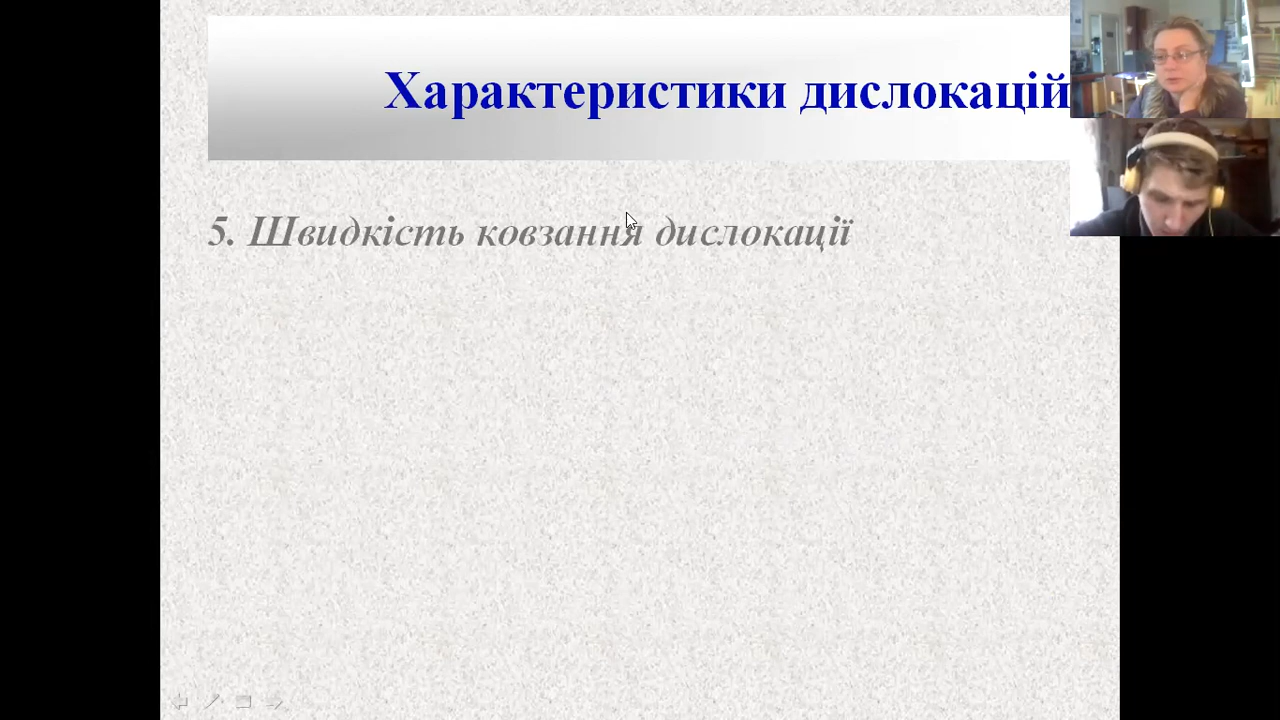 Характеристики дислокацій
5. Швидкість ковзання дислокації